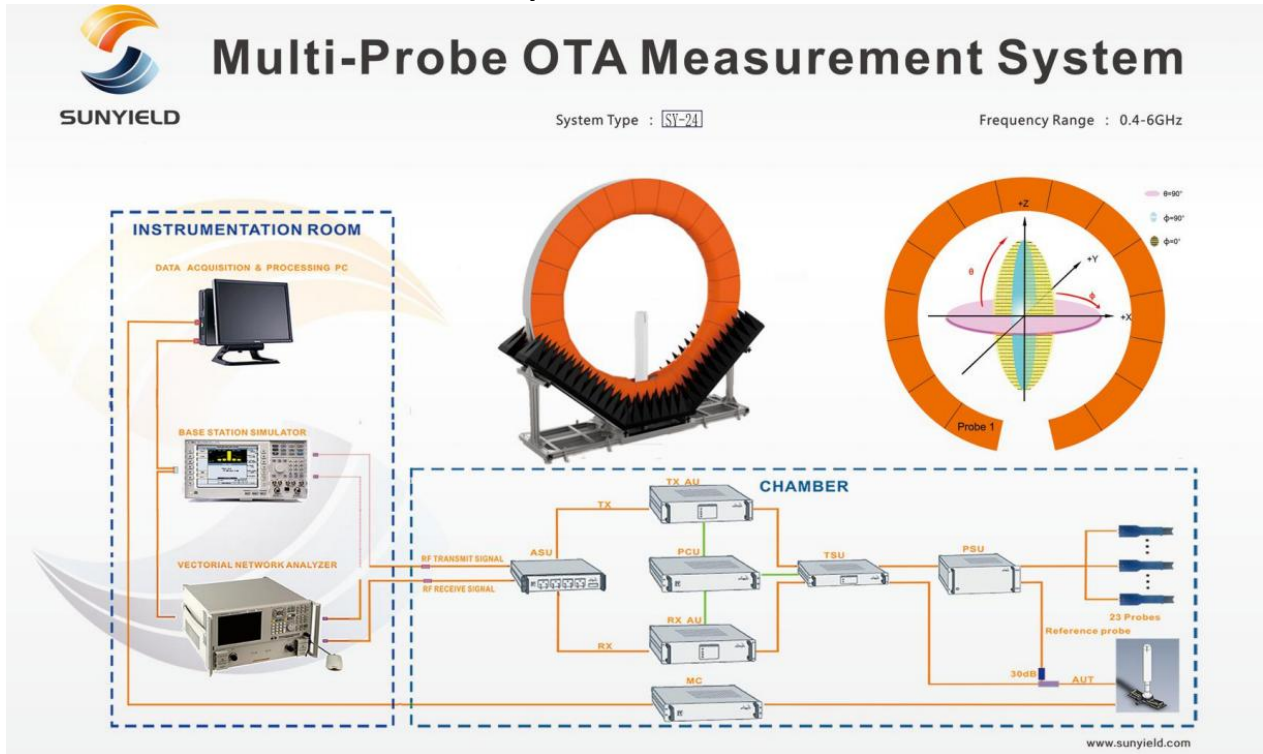 Multi-Probe OTA Measurement System
SUNYIELD
System Type : SY-24
Frequency Range : 0.4-6GHz
θ=90°
ϕ=90°
ϕ=0°
+Z
+Y
θ
ϕ
+X
Probe 1
INSTRUMENTATION ROOM
DATA ACQUISITION & PROCESSING PC
BASE STATION SIMULATOR
VECTORIAL NETWORK ANALYZER
CHAMBER
TX AU
TX
RF TRANSMIT SIGNAL
ASU
PCU
TSU
PSU
RF RECEIVE SIGNAL
23 Probes
RX AU
Reference probe
RX
30dB
AUT
MC
www.sunyield.com